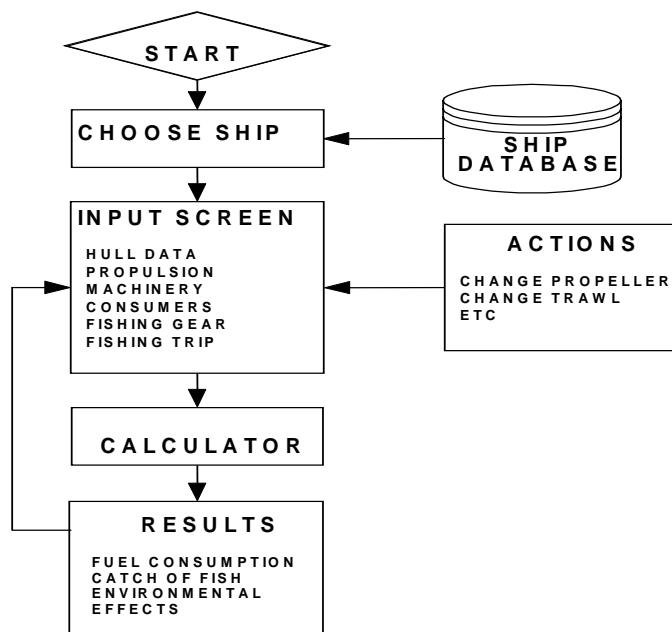 START
CHOOSE SHIP
SHIP
DATABASE
INPUT SCREEN
HULL DATA
PROPULSION
MACHINERY
CONSUMERS
FISHING GEAR
FISHING TRIP
ACTIONS
CHANGE PROPELLER
CHANGE TRAWL
ETC
CALCULATOR
RESULTS
FUEL CONSUMPTION
CATCH OF FISH
ENVIRONMENTAL
EFFECTS